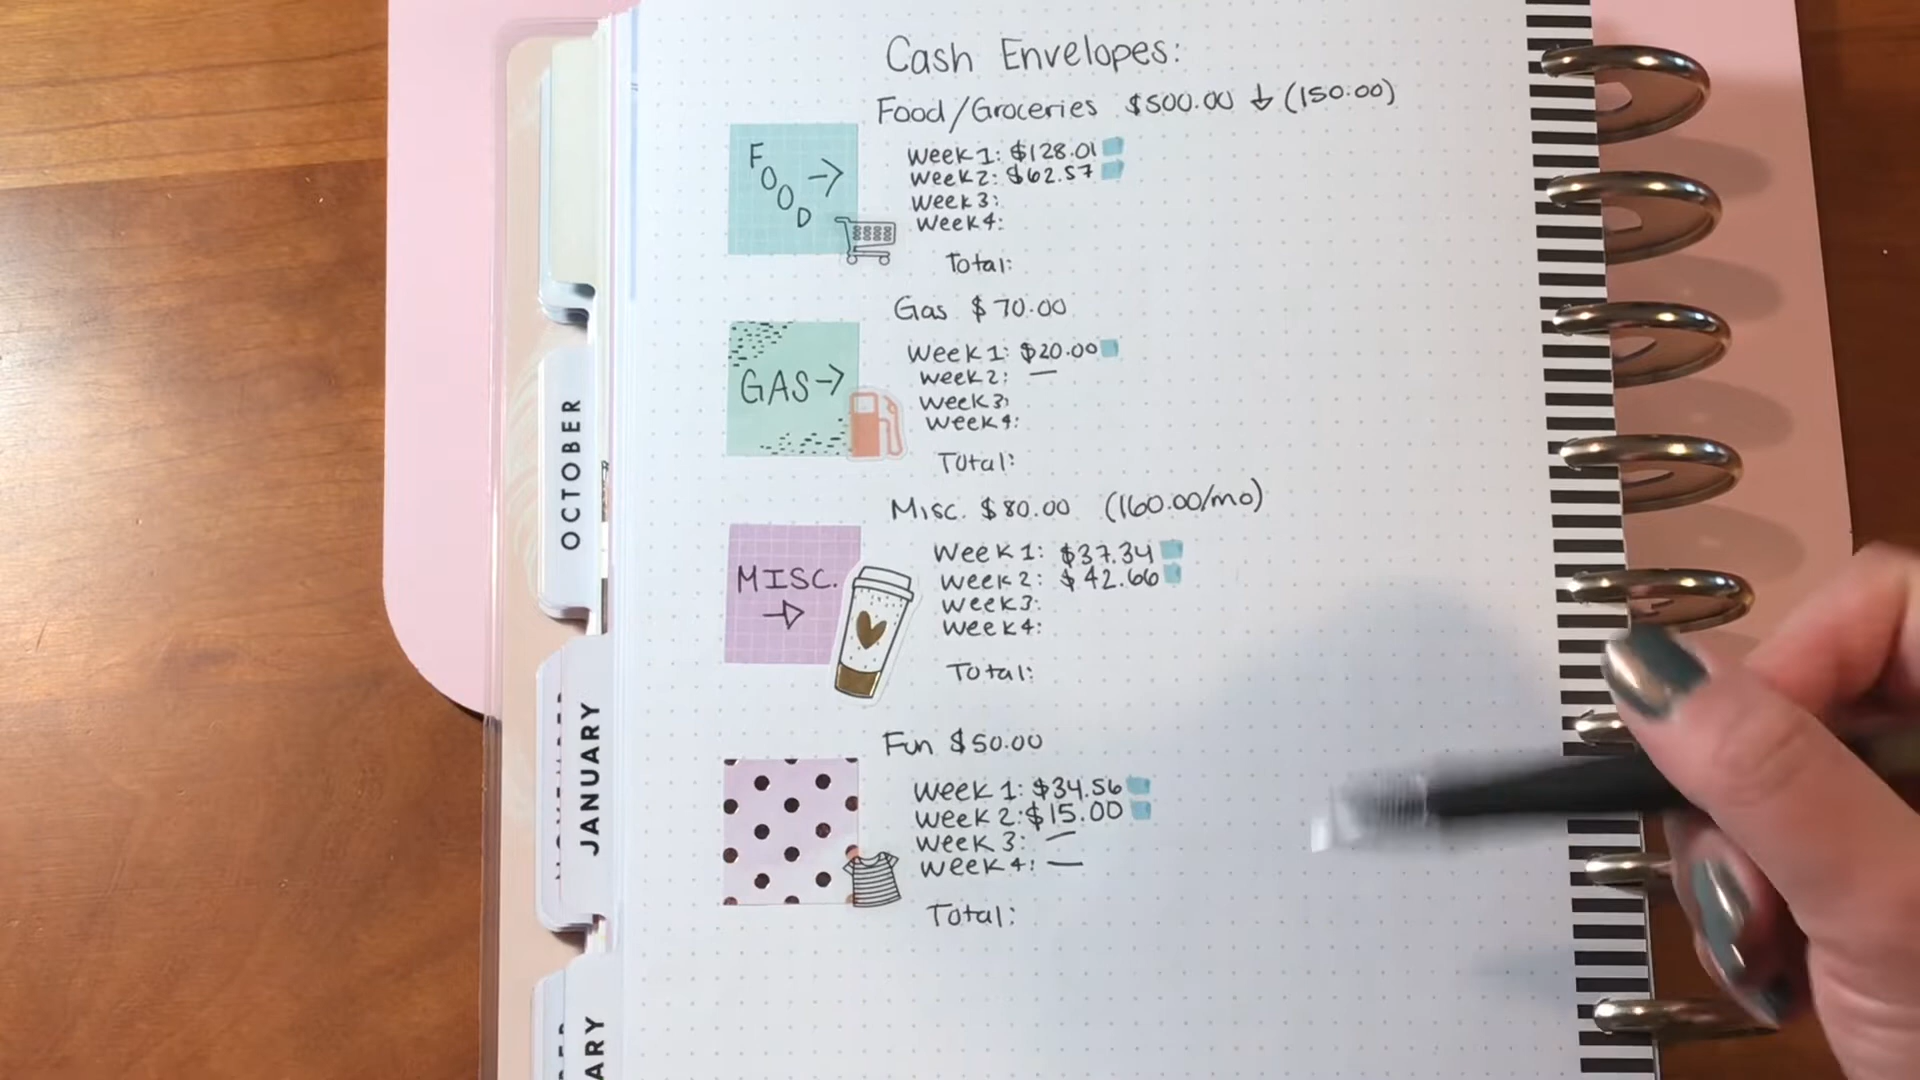 Cash Envelopes:
Food/Groceries $500.00 ↓ (150.00)
FOOD →
Week 1: $128.01
Week 2: $62.57
Week 3:
Week 4:
Total:
Gas $70.00
GAS →
Week 1: $20.00
Week 2: —
Week 3:
Week 4:
Total:
Misc. $80.00 (160.00/mo)
MISC. →
Week 1: $37.34
Week 2: $42.66
Week 3:
Week 4:
Total:
Fun $50.00
Week 1: $34.56
Week 2: $15.00
Week 3: —
Week 4: —
Total:
OCTOBER
JANUARY
ARY